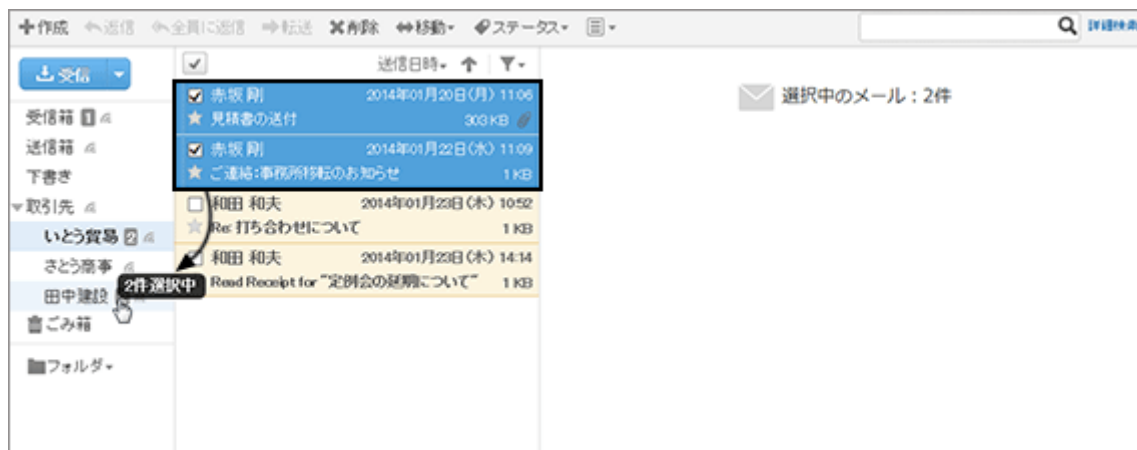 作成 返信 全員に返信 転送 削除 移動 ステータス 詳細検索
受信 送信日時
受信箱 1
送信箱
下書き
取引先
いとう貿易 2
さとう商事
田中建設
ごみ箱
フォルダ
赤坂 剛 2014年01月20日(月) 11:06
見積書の送付 303 KB
赤坂 剛 2014年01月22日(水) 11:09
ご連絡:事務所移転のお知らせ 1 KB
和田 和夫 2014年01月23日(木) 10:52
Re: 打ち合わせについて 1 KB
和田 和夫 2014年01月23日(木) 14:14
Read Receipt for "定例会の延期について" 1 KB
2件選択中
選択中のメール:2件